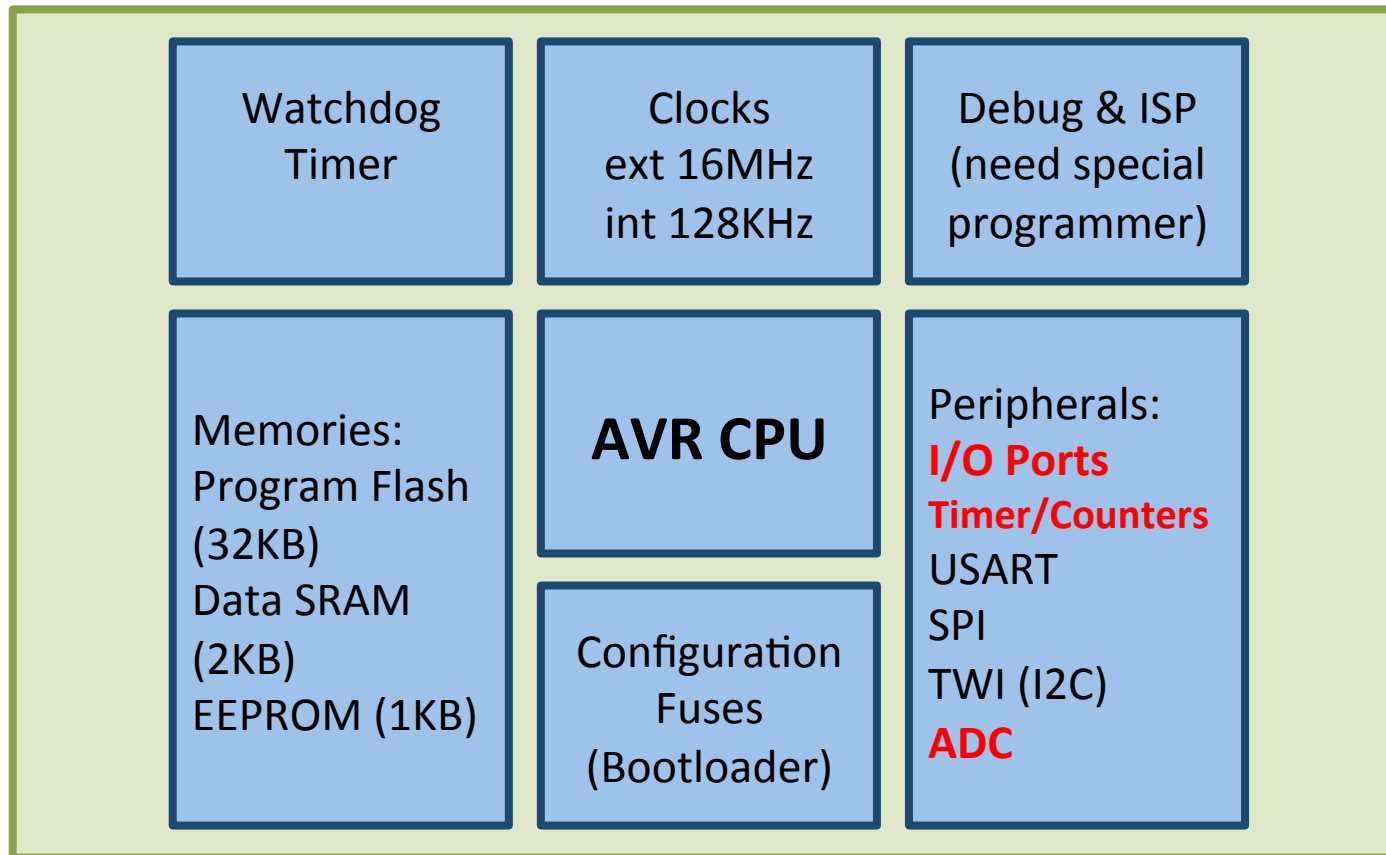 Watchdog
Timer
Clocks
ext 16MHz
int 128KHz
Debug & ISP
(need special
programmer)
Memories:
Program Flash
(32KB)
Data SRAM
(2KB)
EEPROM (1KB)
AVR CPU
Configuration
Fuses
(Bootloader)
Peripherals:
I/O Ports
Timer/Counters
USART
SPI
TWI (I2C)
ADC